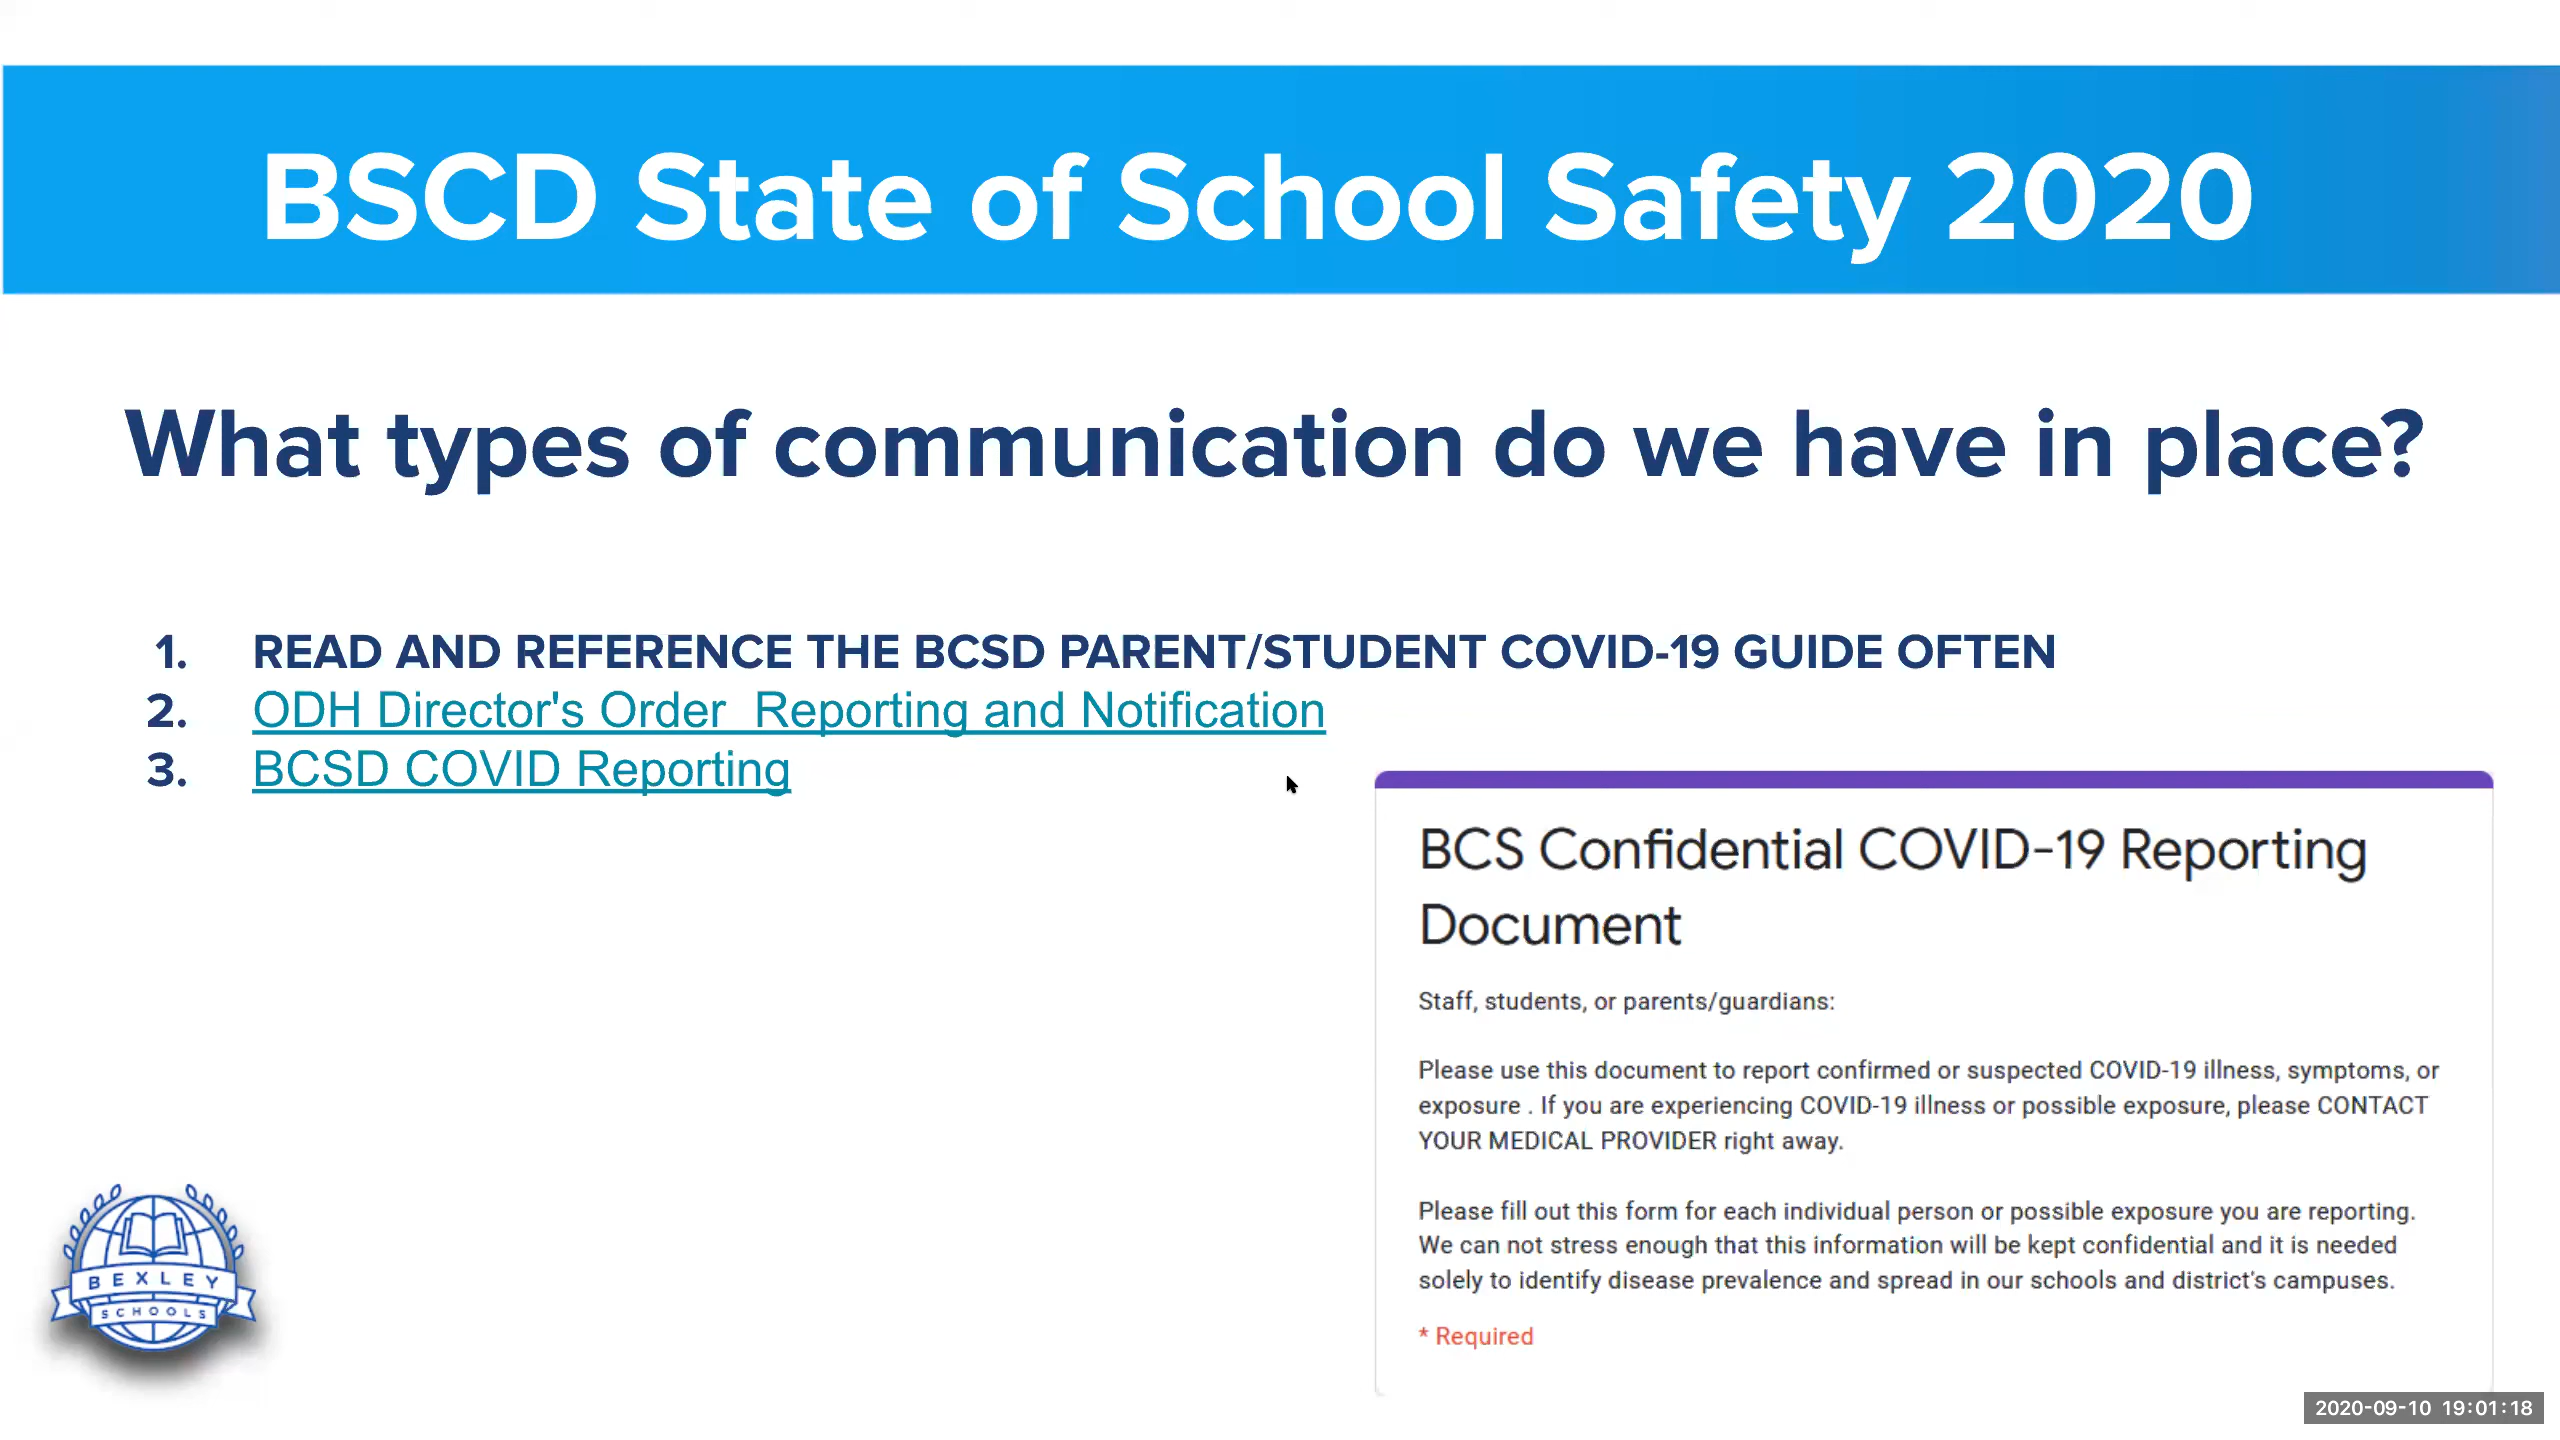 BSCD State of School Safety 2020
What types of communication do we have in place?
1. READ AND REFERENCE THE BCSD PARENT/STUDENT COVID-19 GUIDE OFTEN
2. ODH Director's Order  Reporting and Notification
3. BCSD COVID Reporting
BCS Confidential COVID-19 Reporting
Document
Staff, students, or parents/guardians:
Please use this document to report confirmed or suspected COVID-19 illness, symptoms, or
exposure . If you are experiencing COVID-19 illness or possible exposure, please CONTACT
YOUR MEDICAL PROVIDER right away.
Please fill out this form for each individual person or possible exposure you are reporting.
We can not stress enough that this information will be kept confidential and it is needed
solely to identify disease prevalence and spread in our schools and district's campuses.
* Required
BEXLEY
SCHOOLS
2020-09-10 19:01:18